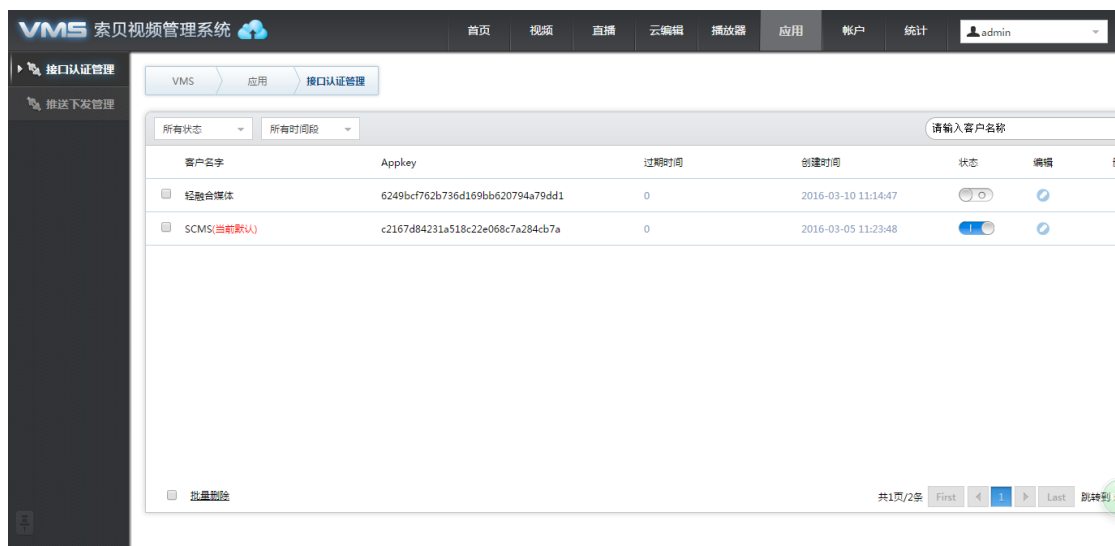 VMS 索贝视频管理系统 首页 视频 直播 云编辑 播放器 应用 帐户 统计 admin
接口认证管理
推送下发管理
VMS 应用 接口认证管理
所有状态 所有时间段 请输入客户名称
客户名字 Appkey 过期时间 创建时间 状态 编辑
轻融合媒体 6249bcf762b736d169bb620794a79dd1 0 2016-03-10 11:14:47
SCMS(当前默认) c2167d84231a518c22e068c7a284cb7a 0 2016-03-05 11:23:48
批量删除 共1页/2条 First 1 Last 跳转到